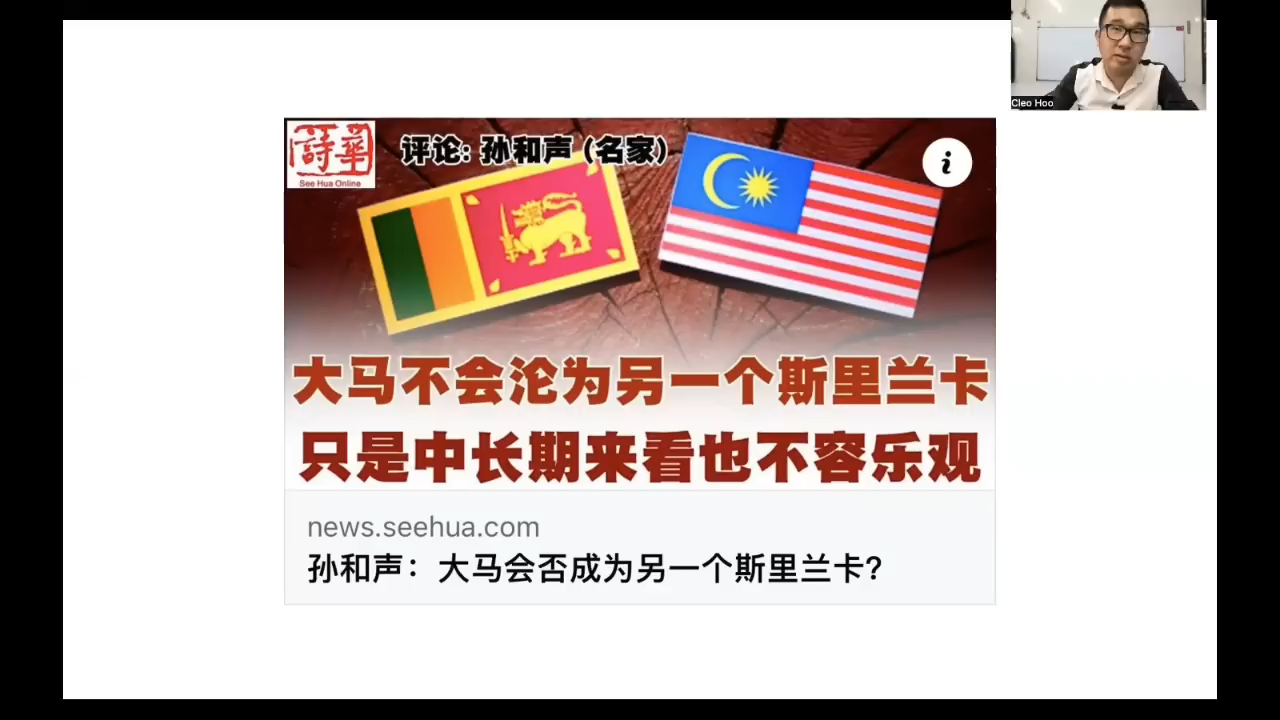 Cleo Hoo
詩華
See Hua Online
评论: 孙和声 (名家)
i
大马不会沦为另一个斯里兰卡
只是中长期来看也不容乐观
news.seehua.com
孙和声：大马会否成为另一个斯里兰卡?